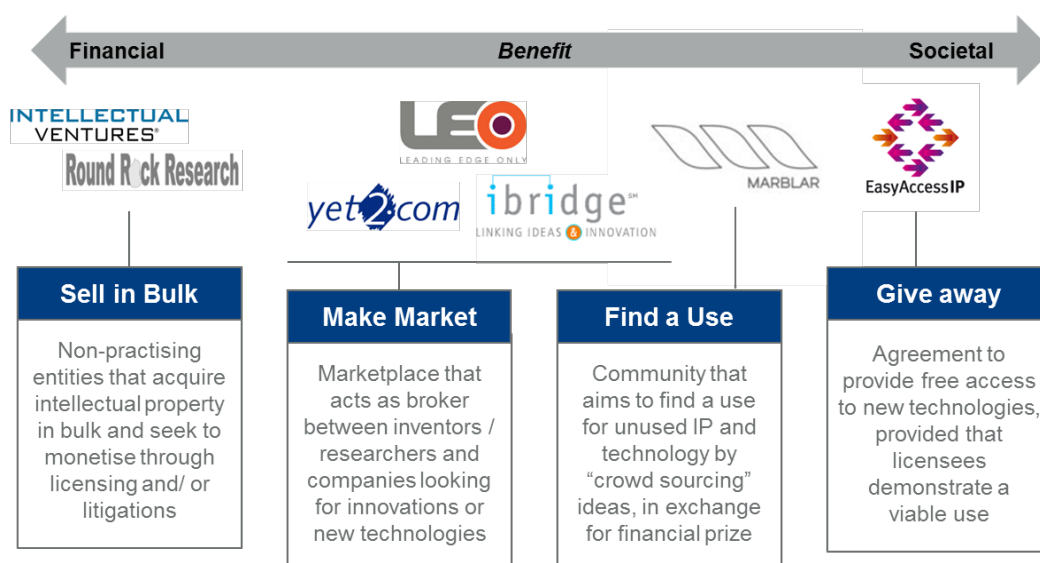 Financial
Benefit
Societal
INTELLECTUAL
VENTURES®
Round Rock Research
LEO
LEADING EDGE ONLY
yet2com
ibridge℠
LINKING IDEAS & INNOVATION
MARBLAR
EasyAccessIP
Sell in Bulk
Non-practising
entities that acquire
intellectual property
in bulk and seek to
monetise through
licensing and/ or
litigations
Make Market
Marketplace that
acts as broker
between inventors /
researchers and
companies looking
for innovations or
new technologies
Find a Use
Community that
aims to find a use
for unused IP and
technology by
“crowd sourcing”
ideas, in exchange
for financial prize
Give away
Agreement to
provide free access
to new technologies,
provided that
licensees
demonstrate a
viable use